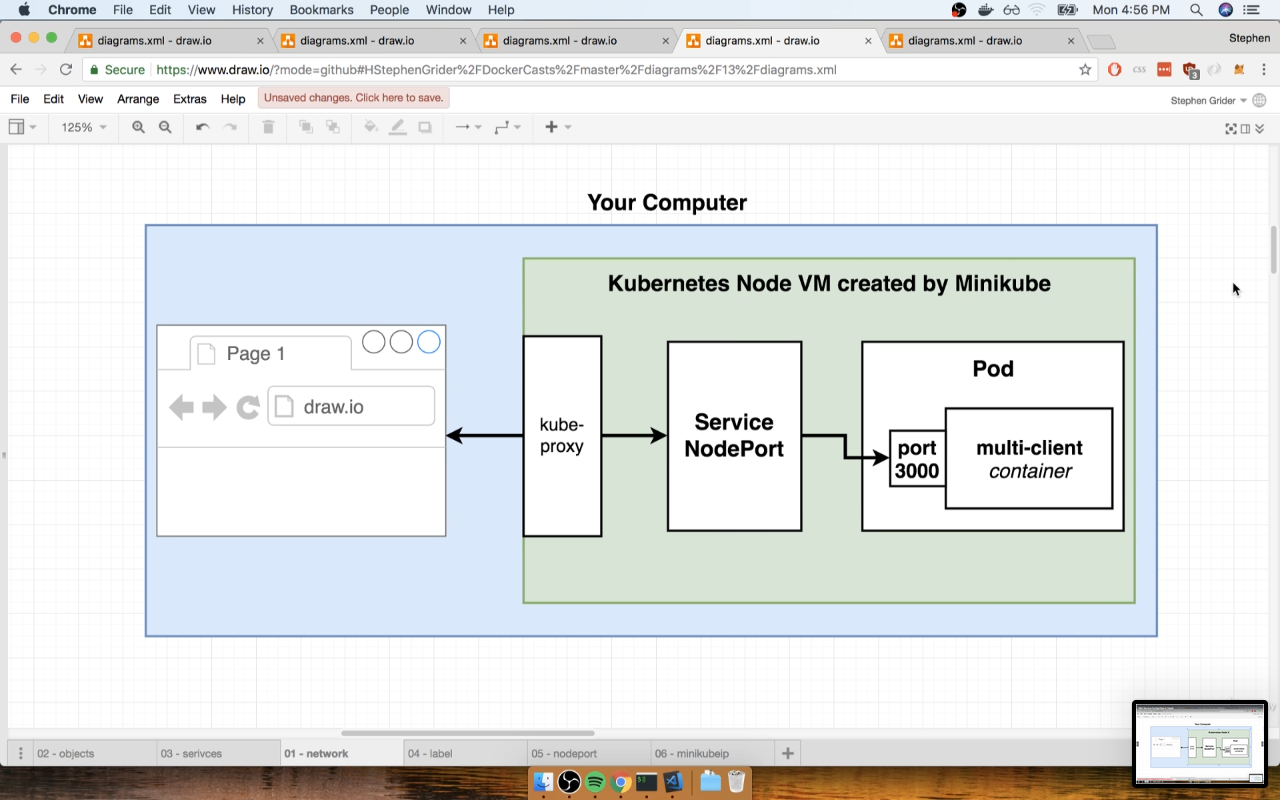 Chrome File Edit View History Bookmarks People Window Help Mon 4:56 PM
diagrams.xml - draw.io diagrams.xml - draw.io diagrams.xml - draw.io diagrams.xml - draw.io diagrams.xml - draw.io Stephen
Secure https://www.draw.io/?mode=github#HStephenGrider%2FDockerCasts%2Fmaster%2Fdiagrams%2F13%2Fdiagrams.xml CSS 3
File Edit View Arrange Extras Help Unsaved changes. Click here to save. Stephen Grider
125%
Your Computer
Kubernetes Node VM created by Minikube
Page 1
draw.io
kube-
proxy
Service
NodePort
Pod
port
3000
multi-client
container
02 - objects 03 - serivces 01 - network 04 - label 05 - nodeport 06 - minikubeip